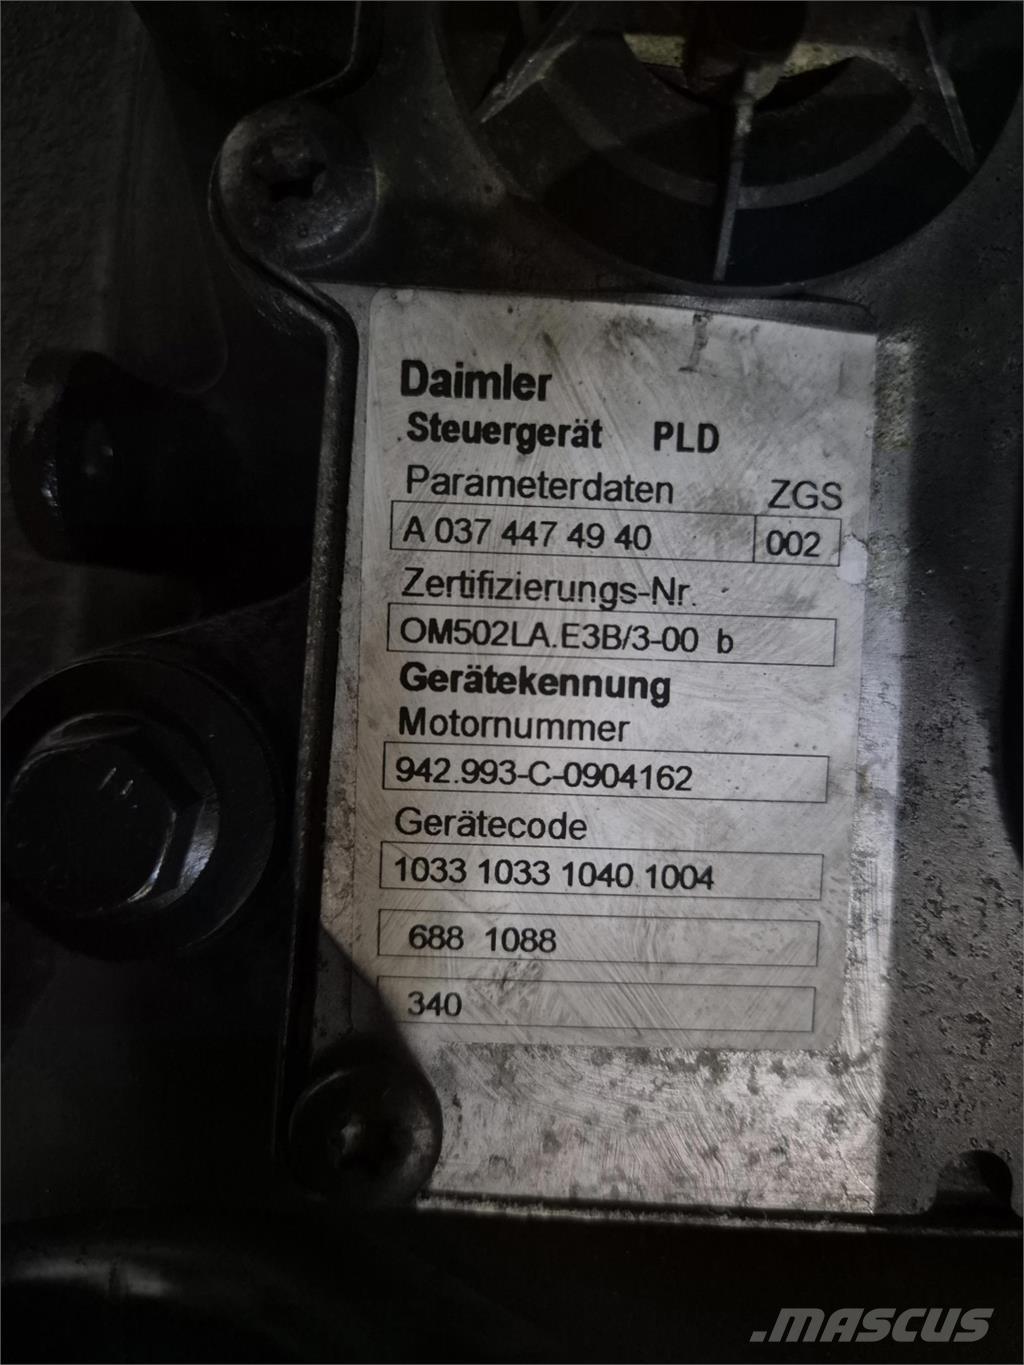 Daimler
Steuergerät PLD
Parameterdaten ZGS
A 037 447 49 40 002
Zertifizierungs-Nr.
OM502LA.E3B/3-00 b
Gerätekennung
Motornummer
942.993-C-0904162
Gerätecode
1033 1033 1040 1004
688 1088
340
.MASCUS